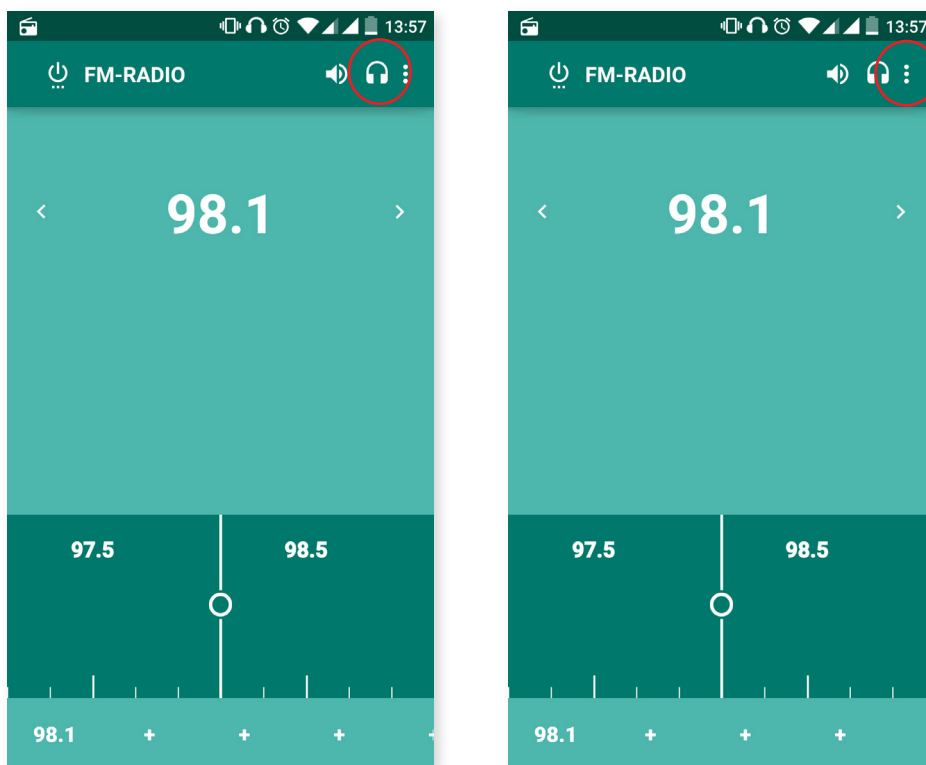 13:57
FM-RADIO
98.1
97.5 98.5
98.1 + + + +
13:57
FM-RADIO
98.1
97.5 98.5
98.1 + + +